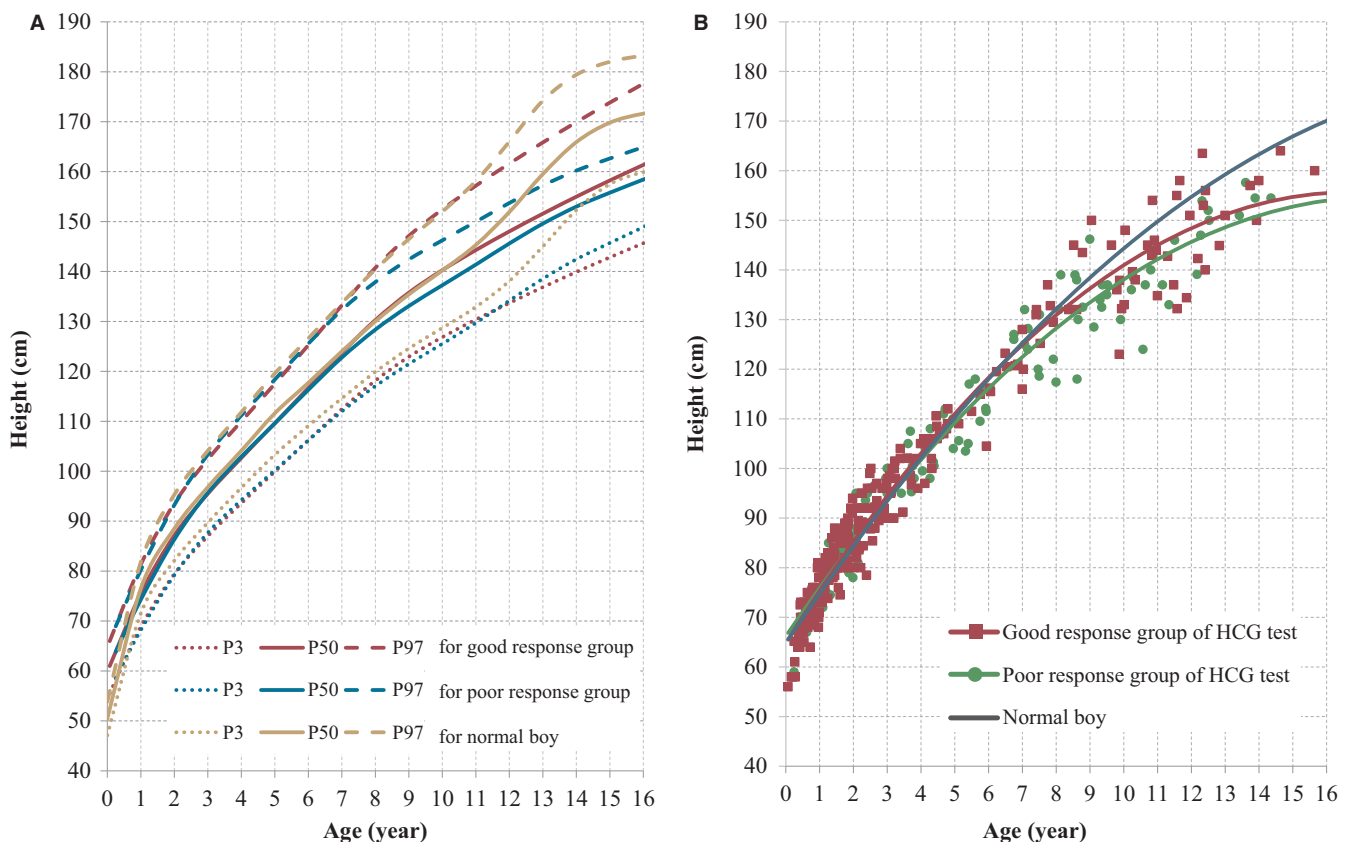 A
190
180
170
160
150
140
130
120
110
100
90
80
70
60
50
40
Height (cm)
P3 P50 P97 for good response group
P3 P50 P97 for poor response group
P3 P50 P97 for normal boy
0 1 2 3 4 5 6 7 8 9 10 11 12 13 14 15 16
Age (year)
B
190
180
170
160
150
140
130
120
110
100
90
80
70
60
50
40
Height (cm)
Good response group of HCG test
Poor response group of HCG test
Normal boy
0 1 2 3 4 5 6 7 8 9 10 11 12 13 14 15 16
Age (year)